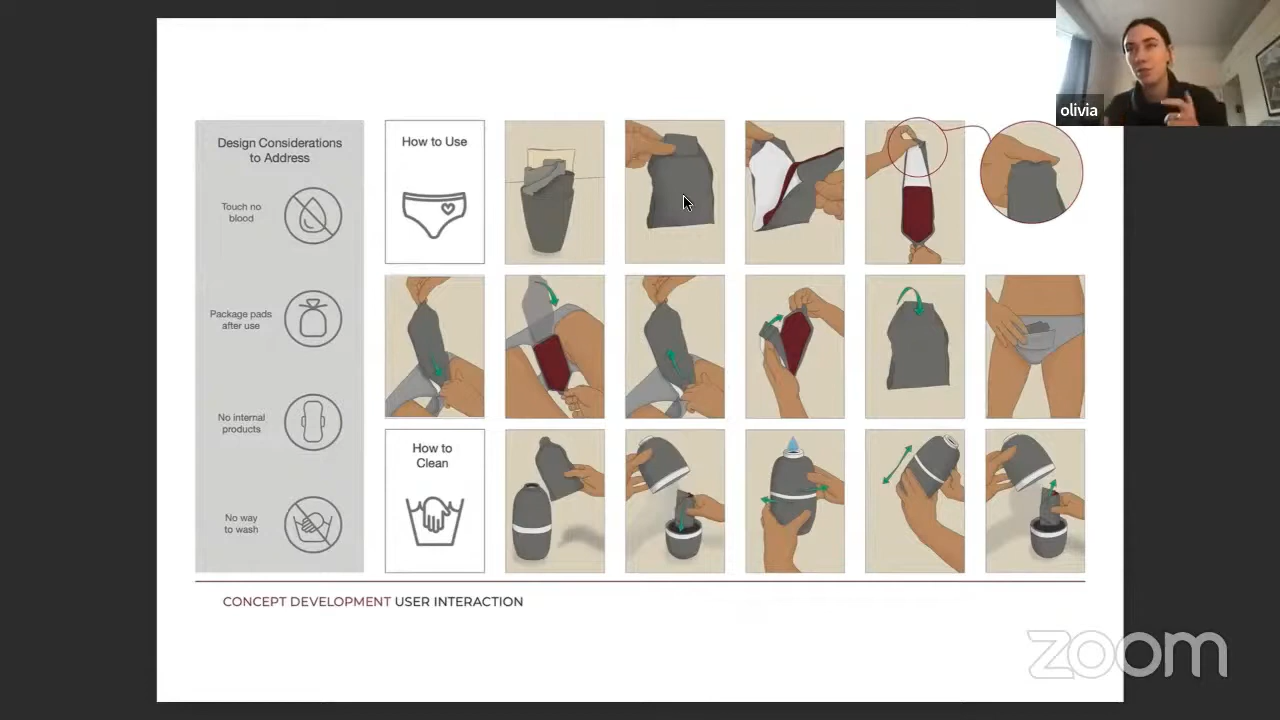 olivia
Design Considerations
to Address
Touch no
blood
Package pads
after use
No internal
products
No way
to wash
How to Use
How to
Clean
CONCEPT DEVELOPMENT USER INTERACTION
zoom